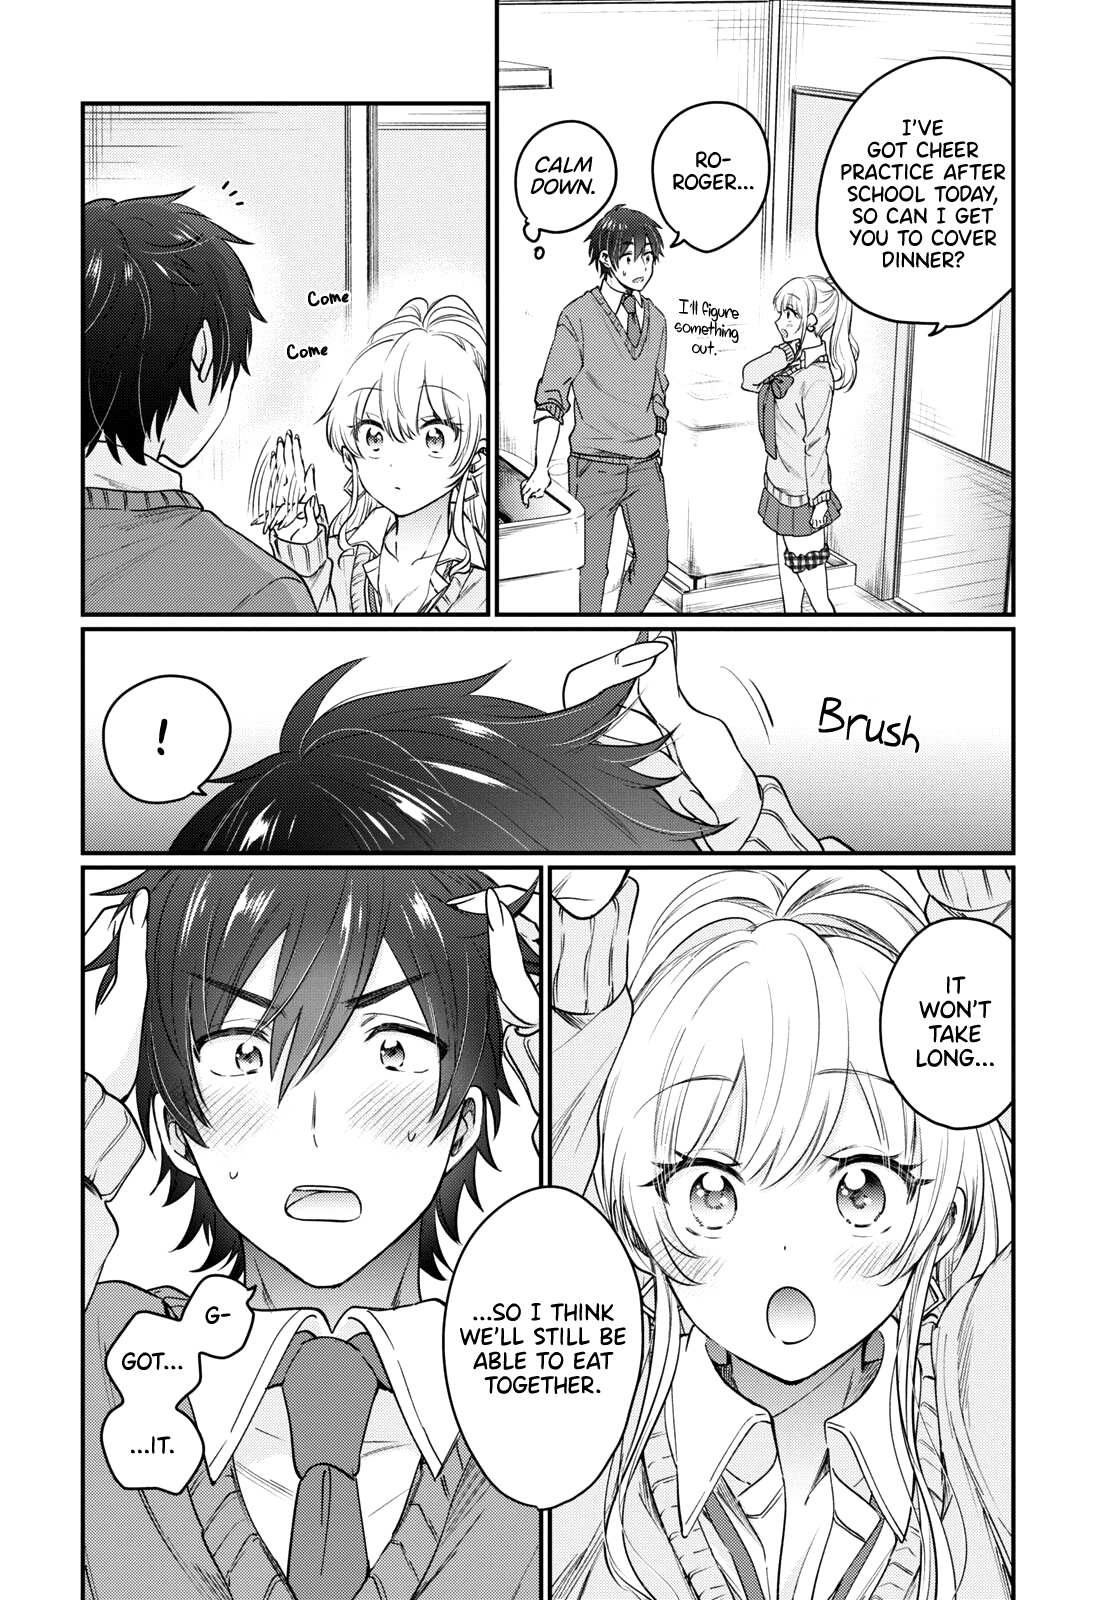 I'VE
GOT CHEER
PRACTICE AFTER
SCHOOL TODAY,
SO CAN I GET
YOU TO COVER
DINNER?
RO-
ROGER...
I'll figure
something
out.
CALM
DOWN.
Come
Come
Brush
!
IT
WON'T
TAKE
LONG...
...SO I THINK
WE'LL STILL BE
ABLE TO EAT
TOGETHER.
G-
GOT...
...IT.